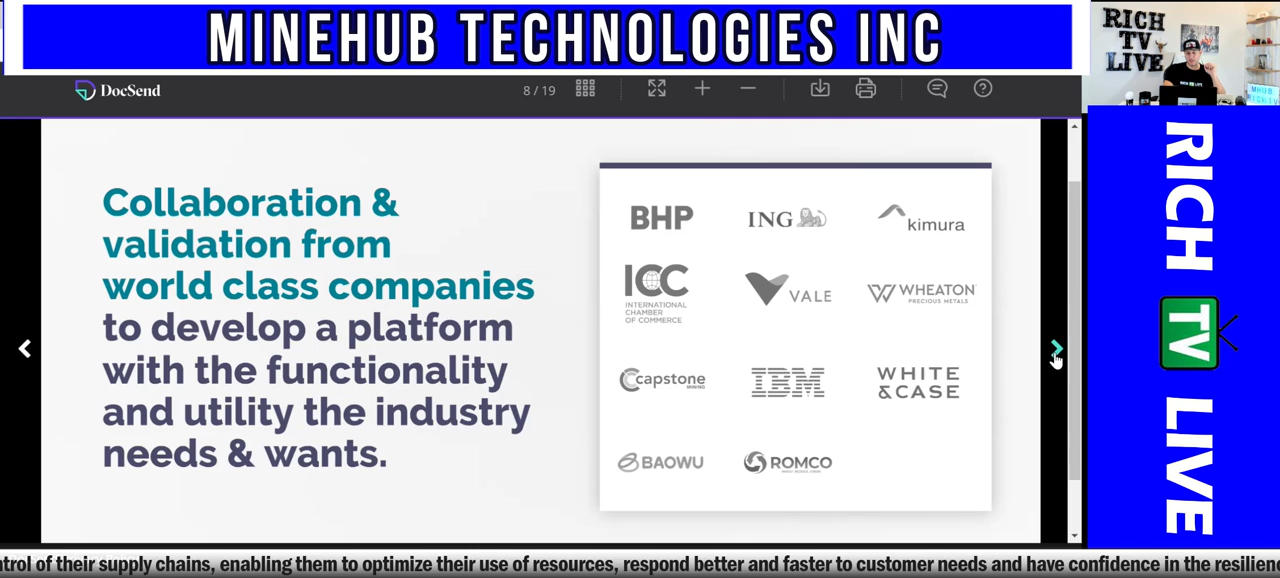 MINEHUB TECHNOLOGIES INC
RICH
TV
LIVE
DocSend
8 / 19
Collaboration &
validation from
world class companies
to develop a platform
with the functionality
and utility the industry
needs & wants.
BHP
ING
kimura
ICC
INTERNATIONAL
CHAMBER
OF COMMERCE
VALE
WHEATON
PRECIOUS METALS
capstone
MINING
IBM
WHITE
& CASE
BAOWU
ROMCO
RICH
TV
LIVE
ntrol of their supply chains, enabling them to optimize their use of resources, respond better and faster to customer needs and have confidence in the resilien